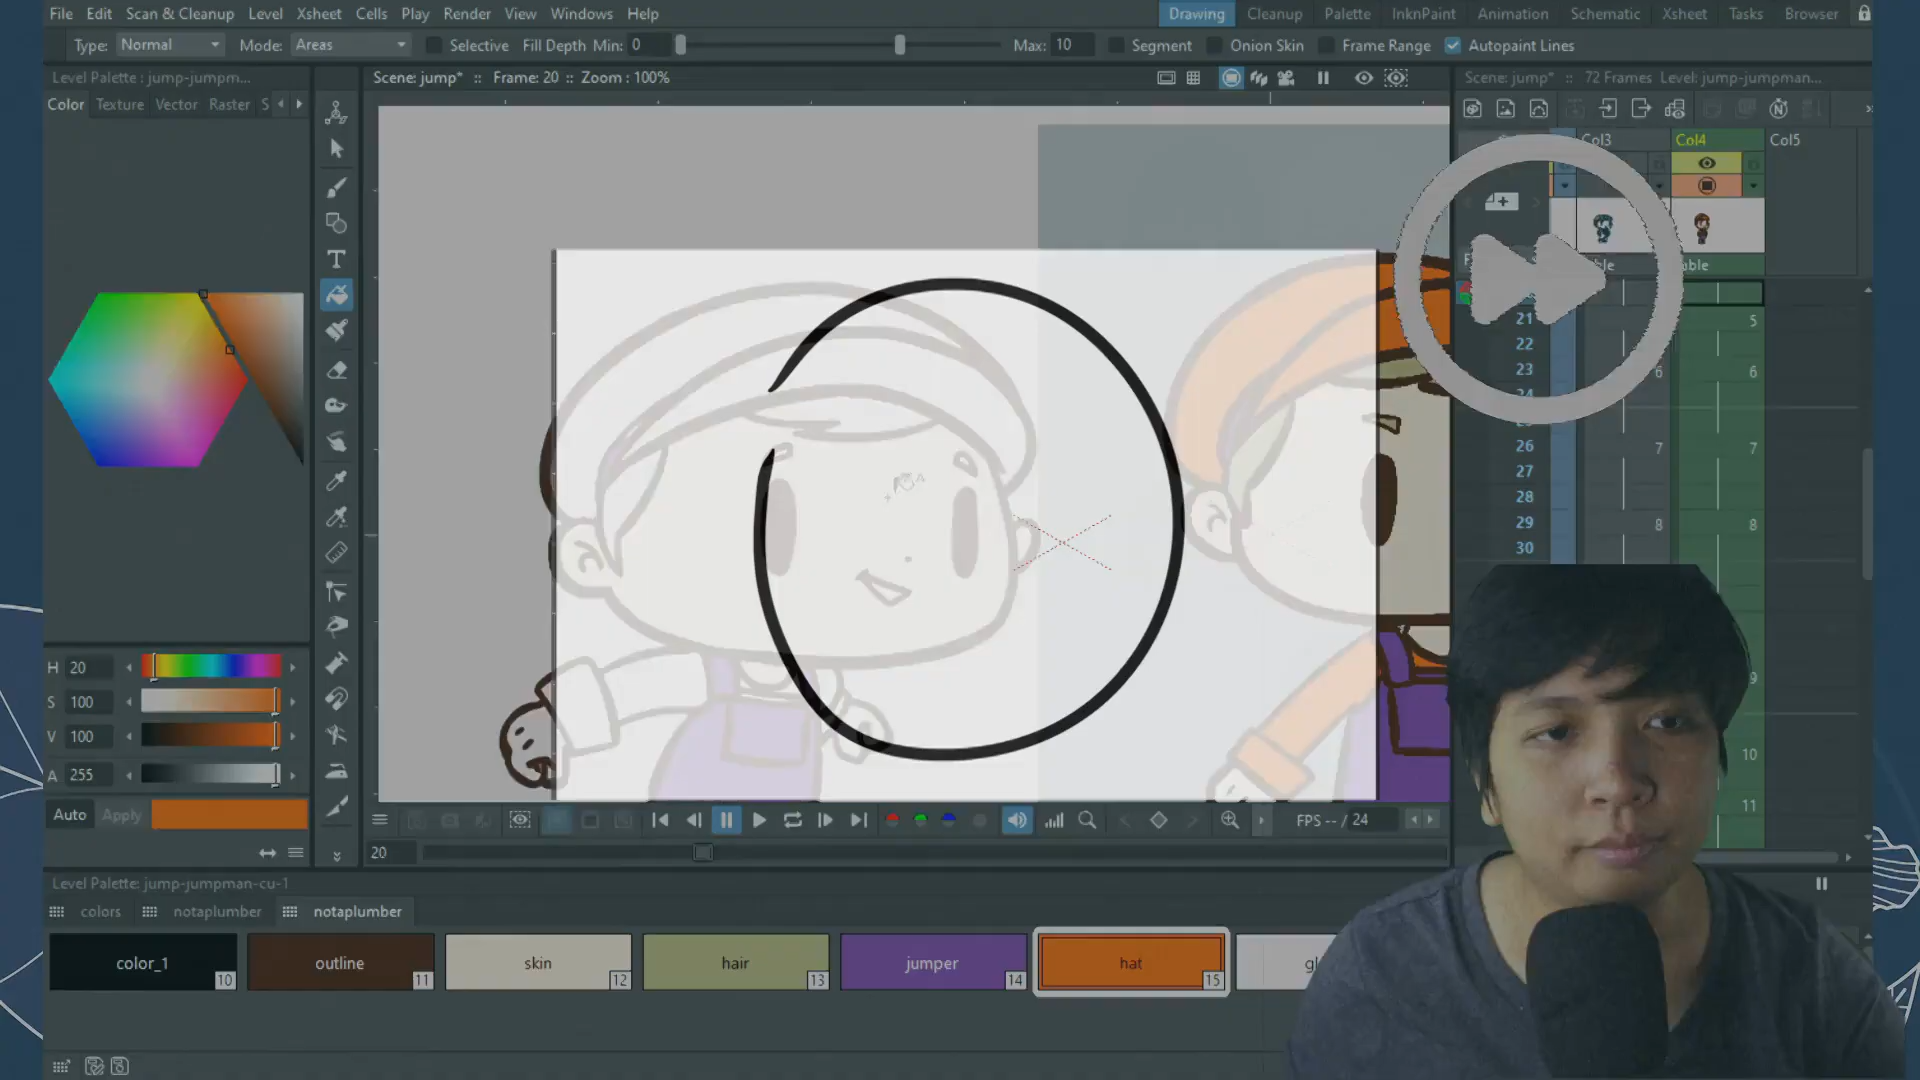 File Edit Scan & Cleanup Level Xsheet Cells Play Render View Windows Help
Drawing Cleanup Palette InknPaint Animation Schematic Xsheet Tasks Browser
Type: Normal Mode: Areas Selective Fill Depth Min: 0 Max: 10 Segment Onion Skin Frame Range Autopaint Lines
Level Palette : jump-jumpm...
Scene: jump* :: Frame: 20 :: Zoom : 100%
Scene: jump* :: 72 Frames Level: jump-jumpman...
Color Texture Vector Raster S
Col3 Col4 Col5
21 5
22
23 6 6
26 7 7
27
28
29 8 8
30
9
10
11
H 20
S 100
V 100
A 255
Auto Apply
FPS -- / 24
20
Level Palette: jump-jumpman-cu-1
colors notaplumber notaplumber
color_1 10
outline 11
skin 12
hair 13
jumper 14
hat 15